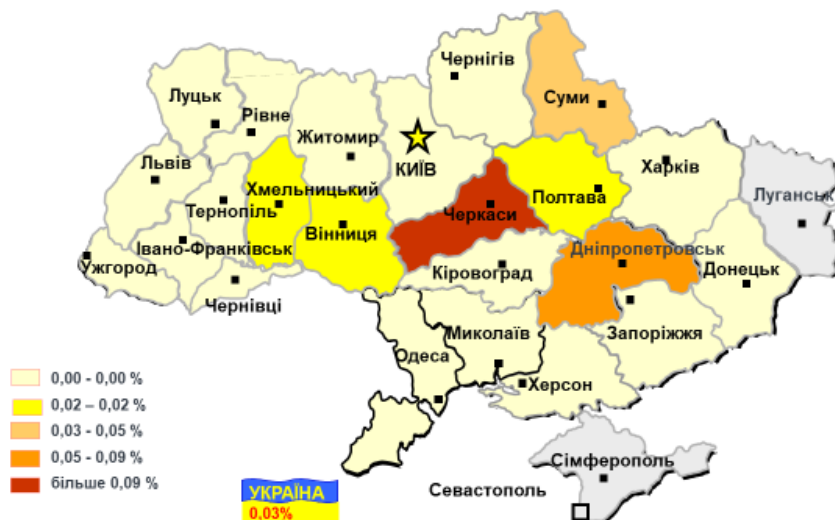 Чернігів
Луцьк
Рівне
Суми
Житомир
КИЇВ
Львів
Харків
Хмельницький
Полтава
Луганськ
Тернопіль
Черкаси
Вінниця
Івано-Франківськ
Дніпропетровськ
Ужгород
Кіровоград
Донецьк
Чернівці
Миколаїв
Запоріжжя
Одеса
Херсон
0,00 - 0,00 %
0,02 – 0,02 %
0,03 - 0,05 %
0,05 - 0,09 %
більше 0,09 %
Сімферополь
Севастополь
УКРАЇНА
0,03%